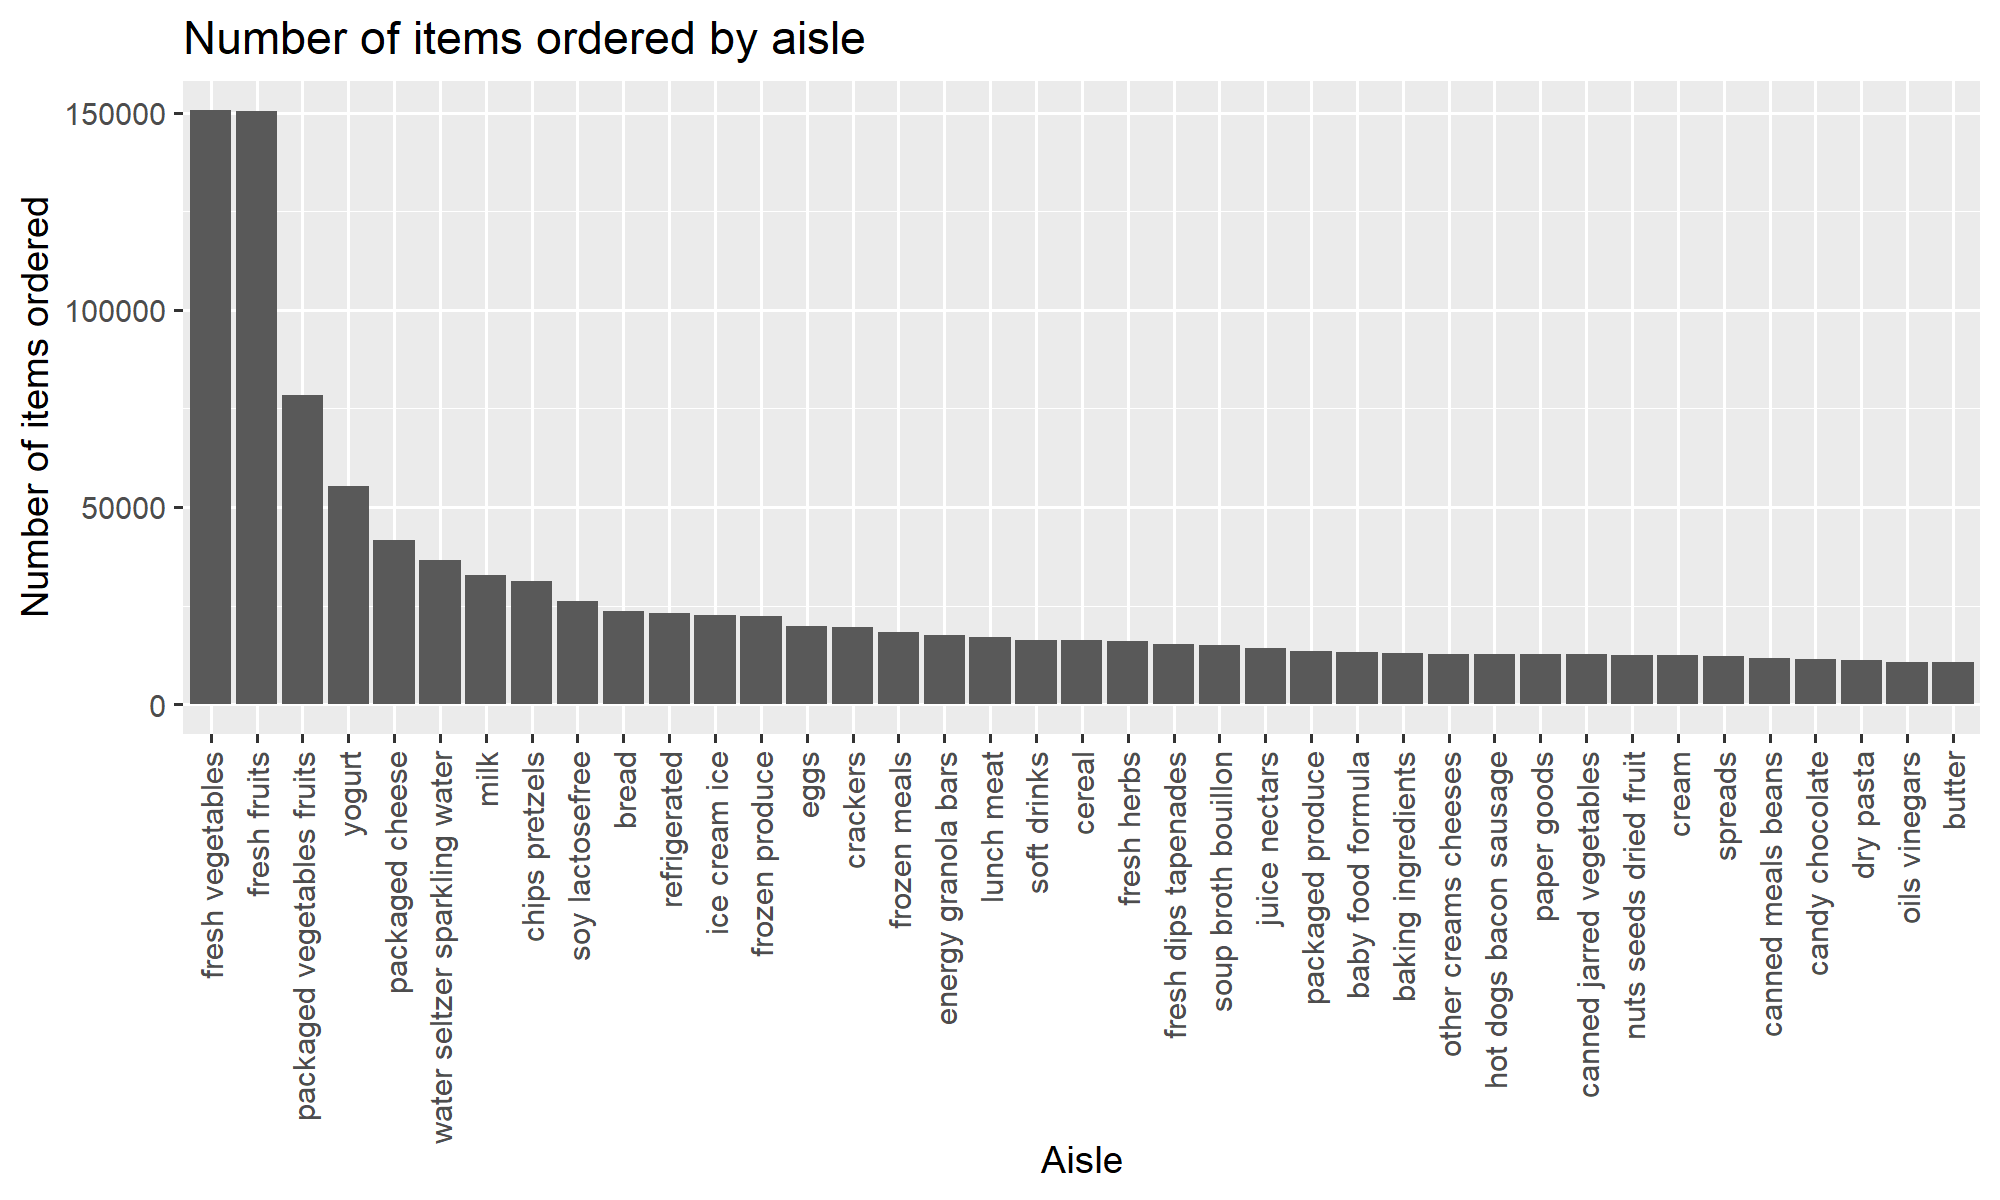 Number of items ordered by aisle
Number of items ordered
150000
100000
50000
0
fresh vegetables
fresh fruits
packaged vegetables fruits
yogurt
packaged cheese
water seltzer sparkling water
milk
chips pretzels
soy lactosefree
bread
refrigerated
ice cream ice
frozen produce
eggs
crackers
frozen meals
energy granola bars
lunch meat
soft drinks
cereal
fresh herbs
fresh dips tapenades
soup broth bouillon
juice nectars
packaged produce
baby food formula
baking ingredients
other creams cheeses
hot dogs bacon sausage
paper goods
canned jarred vegetables
nuts seeds dried fruit
cream
spreads
canned meals beans
candy chocolate
dry pasta
oils vinegars
butter
Aisle